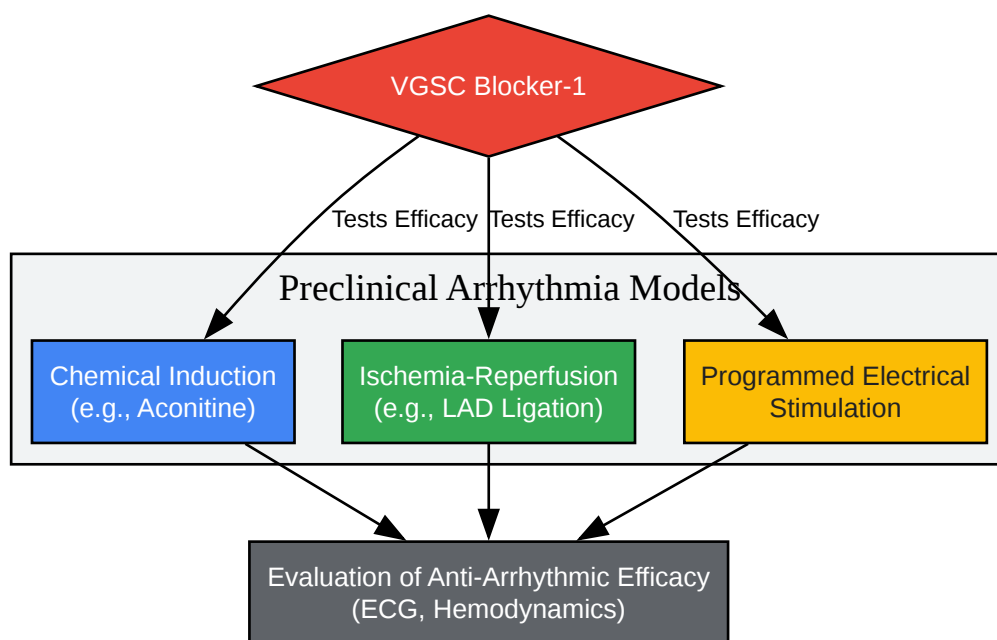 VGSC Blocker-1
Tests Efficacy
Tests Efficacy
Tests Efficacy
Preclinical Arrhythmia Models
Chemical Induction
(e.g., Aconitine)
Ischemia-Reperfusion
(e.g., LAD Ligation)
Programmed Electrical
Stimulation
Evaluation of Anti-Arrhythmic Efficacy
(ECG, Hemodynamics)